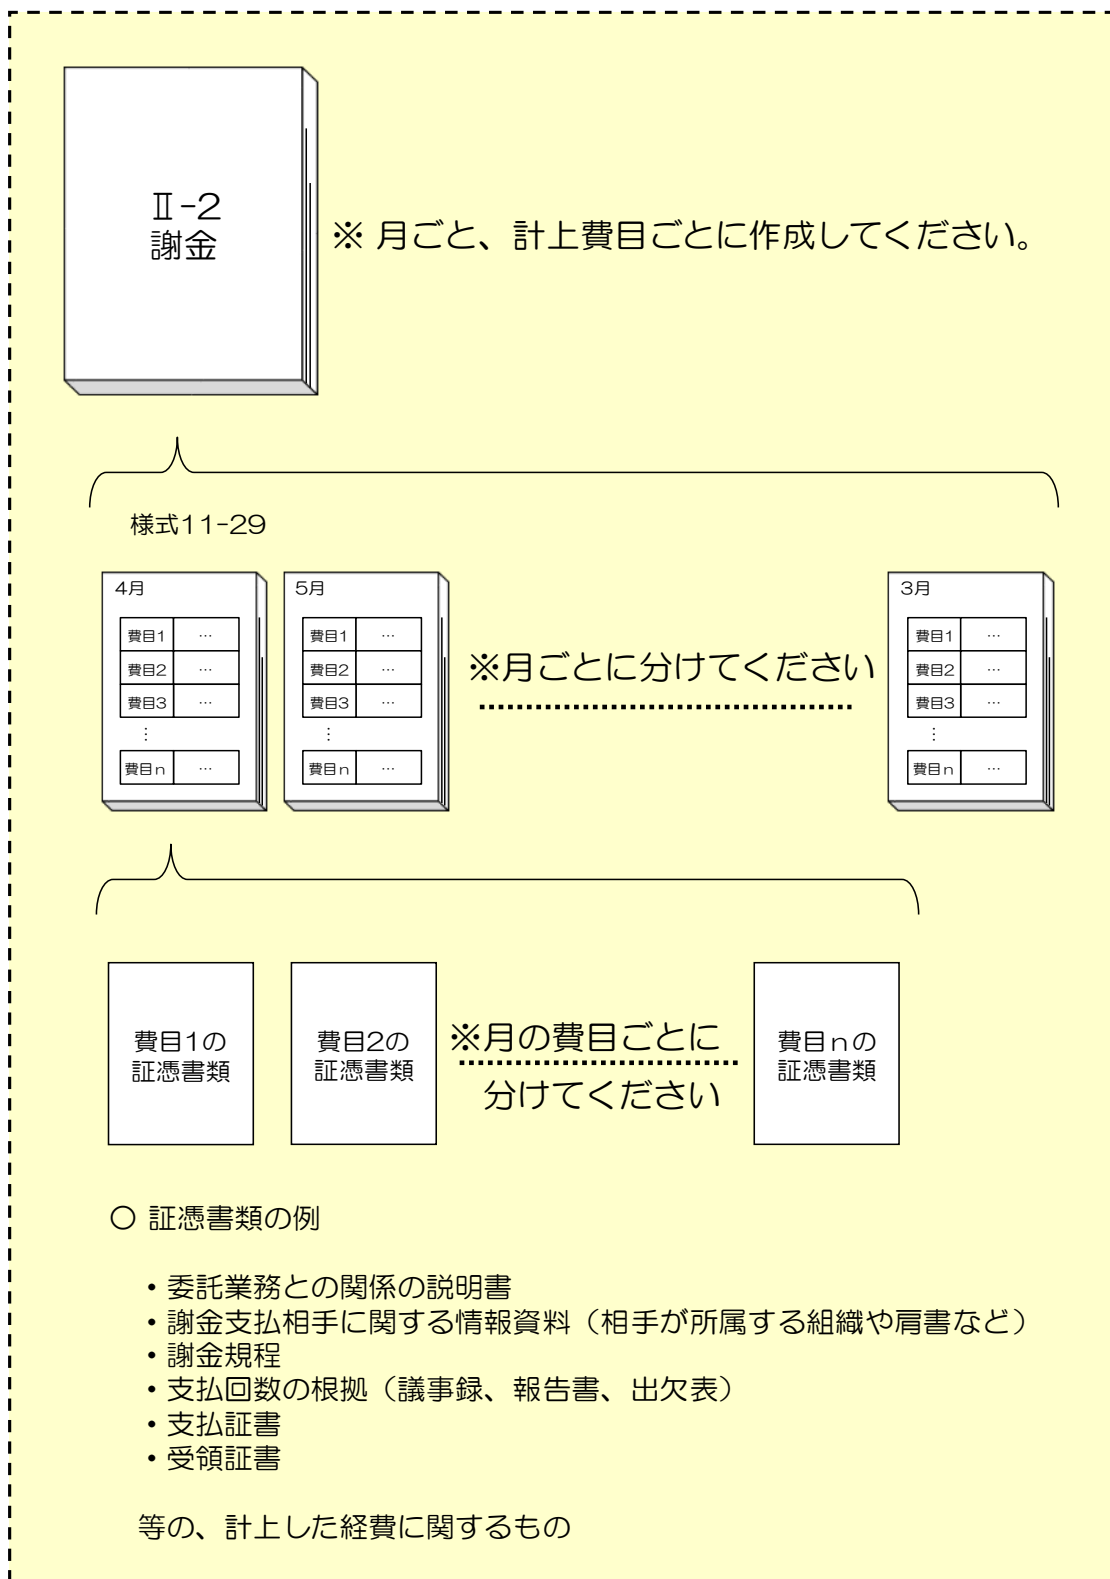 Ⅱ-2
謝金
※ 月ごと、計上費目ごとに作成してください。
様式11-29
4月
費目1 …
費目2 …
費目3 …
⋮
費目n …
5月
費目1 …
費目2 …
費目3 …
⋮
費目n …
※月ごとに分けてください
3月
費目1 …
費目2 …
費目3 …
⋮
費目n …
費目1の
証憑書類
費目2の
証憑書類
※月の費目ごとに
分けてください
費目nの
証憑書類
○ 証憑書類の例
・委託業務との関係の説明書
・謝金支払相手に関する情報資料（相手が所属する組織や肩書など）
・謝金規程
・支払回数の根拠（議事録、報告書、出欠表）
・支払証書
・受領証書
等の、計上した経費に関するもの